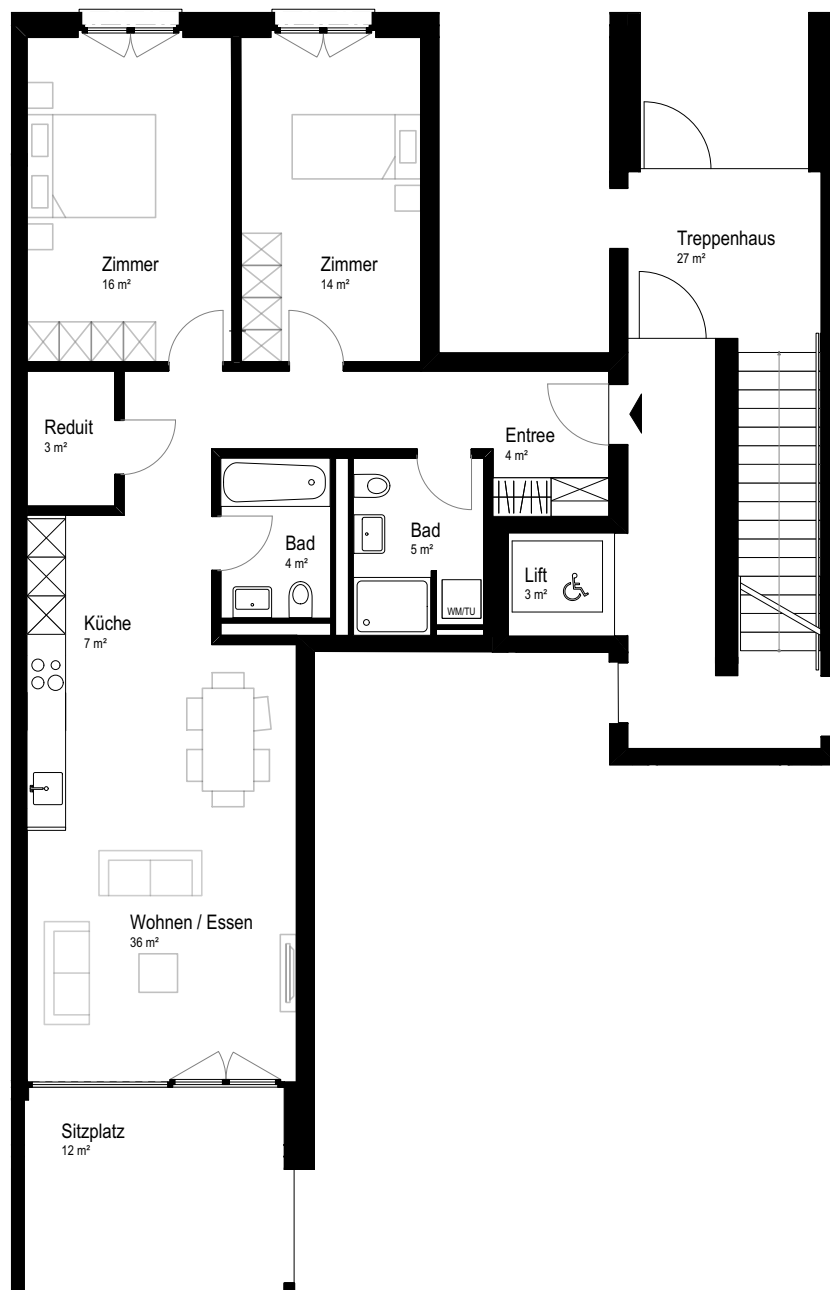 Zimmer
16 m²
Zimmer
14 m²
Treppenhaus
27 m²
Reduit
3 m²
Entree
4 m²
Bad
4 m²
Bad
5 m²
Lift
3 m²
WM/TU
Küche
7 m²
Wohnen / Essen
36 m²
Sitzplatz
12 m²